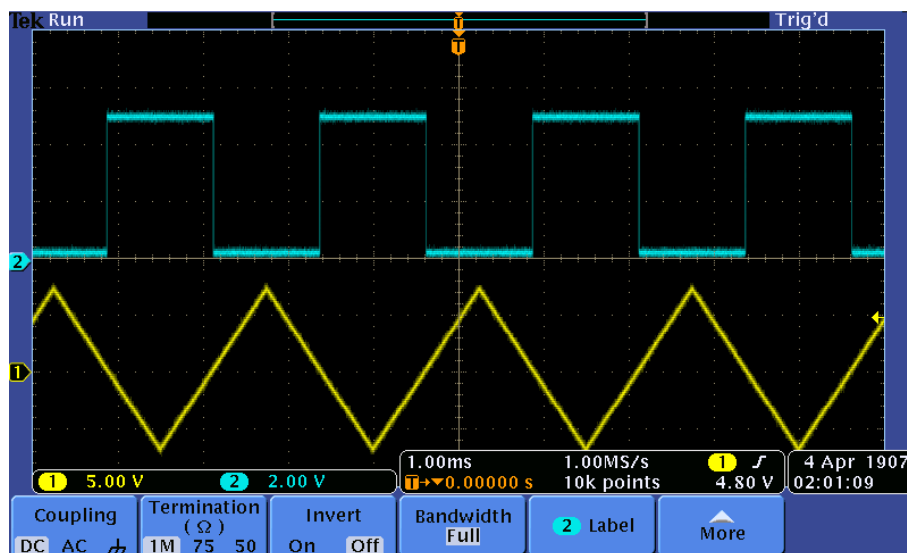 Tek Run Trig'd
T
T
2
1
1 5.00 V 2 2.00 V
1.00ms 1.00MS/s 1
T→▼0.00000 s 10k points 4.80 V
4 Apr 1907
02:01:09
Coupling
DC AC
Termination
(Ω)
1M 75 50
Invert
On Off
Bandwidth
Full
2 Label
More